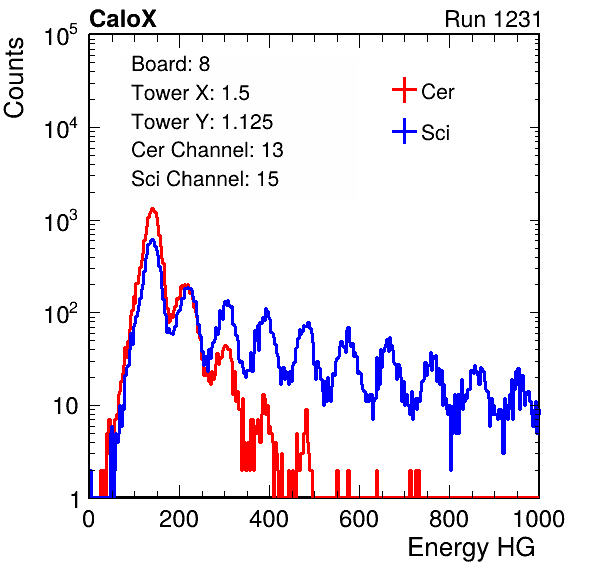 CaloX Run 1231
Counts
Board: 8
Tower X: 1.5
Tower Y: 1.125
Cer Channel: 13
Sci Channel: 15
Cer
Sci
10^5
10^4
10^3
10^2
10
1
0 200 400 600 800 1000
Energy HG